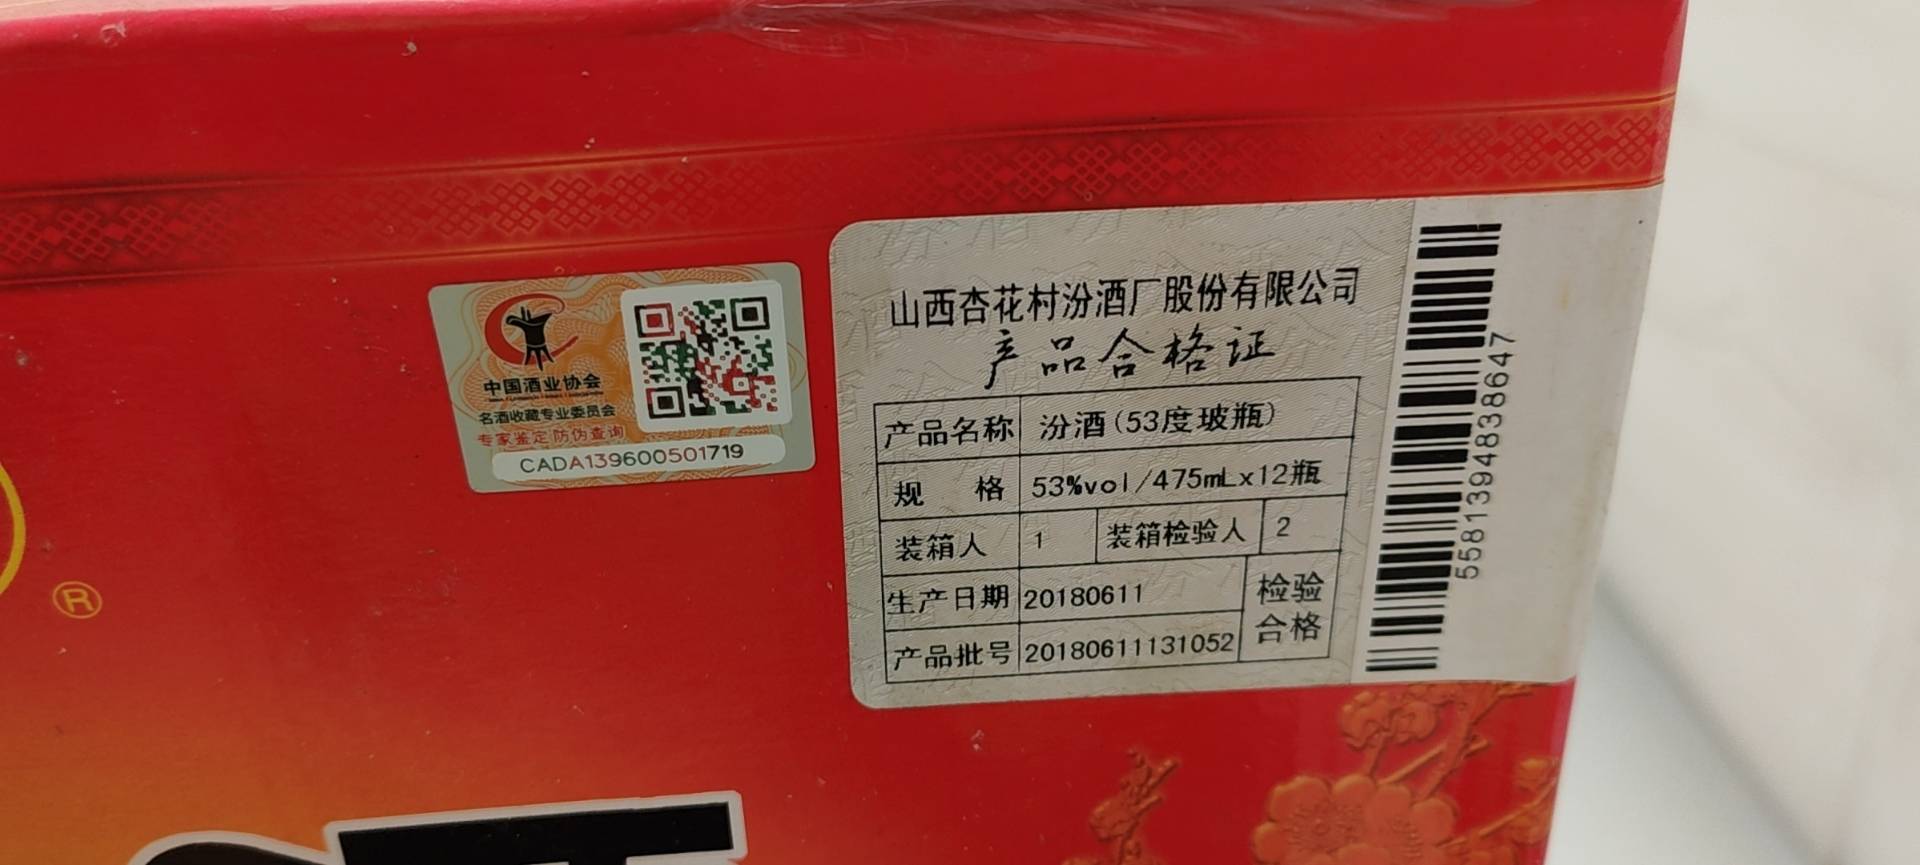 中国酒业协会
名酒收藏专业委员会
专家鉴定 防伪查询
CADA139600501719
山西杏花村汾酒厂股份有限公司
产品合格证
产品名称 汾酒(53度玻瓶)
规 格 53%vol/475mL×12瓶
装箱人 1 装箱检验人 2
生产日期 20180611 检验
产品批号 20180611131052 合格
5581394838647
®